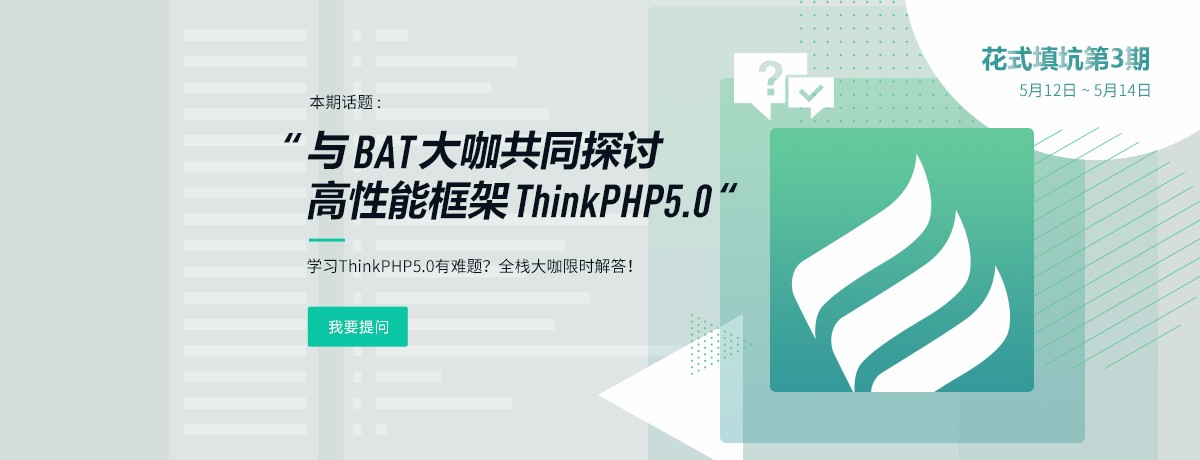 花式填坑第3期
5月12日 ~ 5月14日
本期话题：
“与BAT大咖共同探讨
高性能框架ThinkPHP5.0“
学习ThinkPHP5.0有难题？全栈大咖限时解答！
我要提问